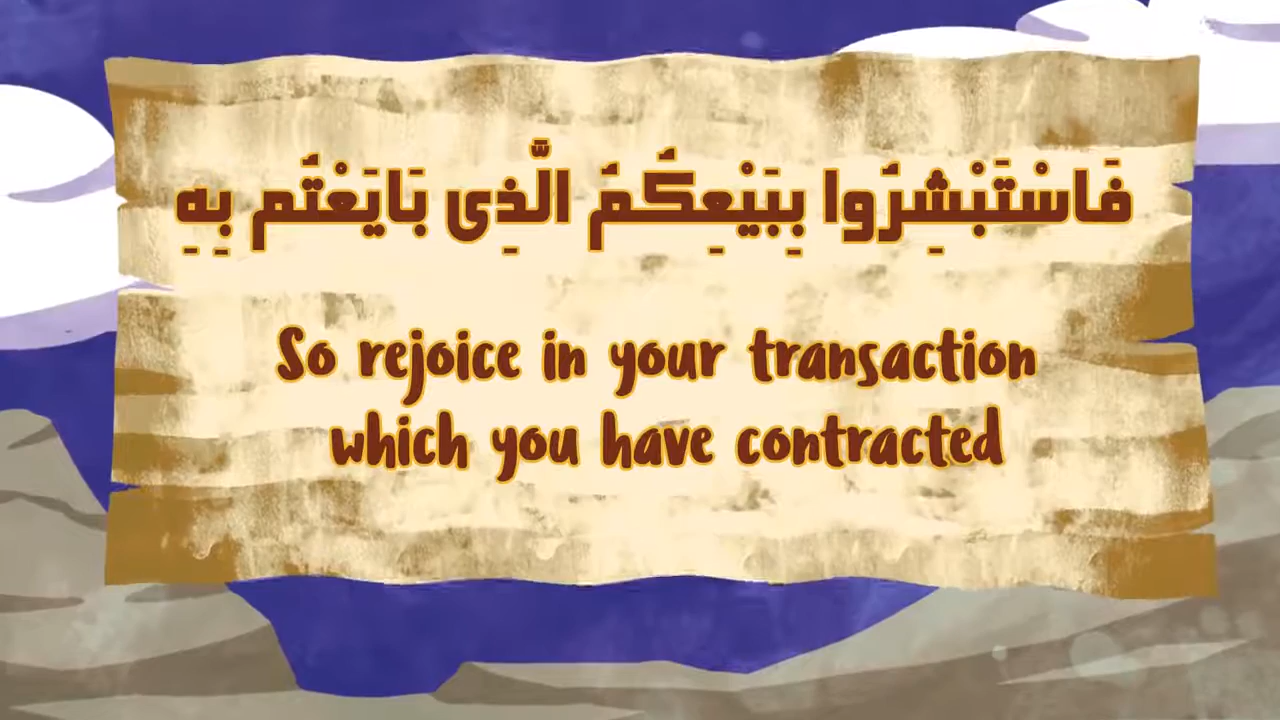 فَاسْتَبْشِرُوا بِبَيْعِكُمُ الَّذِى بَايَعْتُم بِهِ
So rejoice in your transaction
which you have contracted